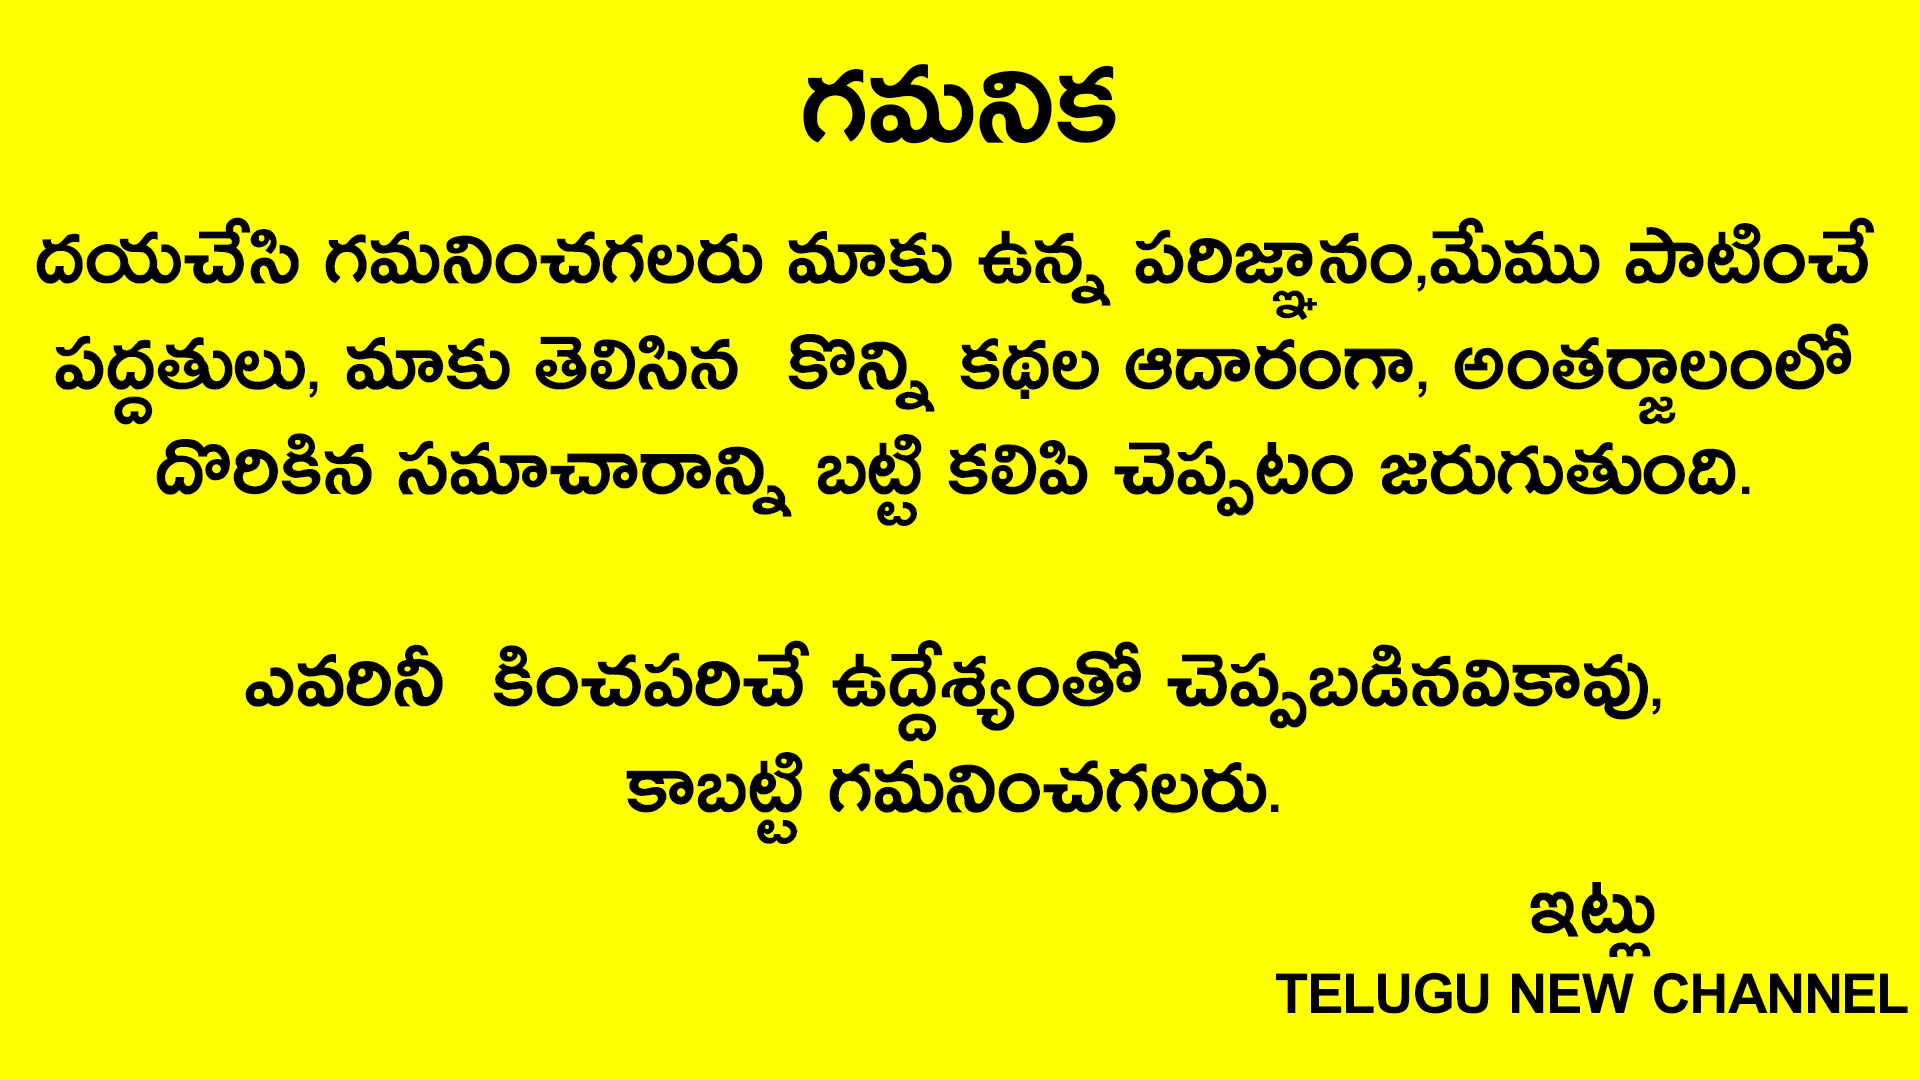 గమనిక
దయచేసి గమనించగలరు మాకు ఉన్న పరిజ్ఞానం,మేము పాటించే
పద్దతులు, మాకు తెలిసిన కొన్ని కథల ఆదారంగా, అంతర్జాలంలో
దొరికిన సమాచారాన్ని బట్టి కలిపి చెప్పటం జరుగుతుంది.
ఎవరినీ కించపరిచే ఉద్దేశ్యంతో చెప్పబడినవికావు,
కాబట్టి గమనించగలరు.
ఇట్లు
TELUGU NEW CHANNEL